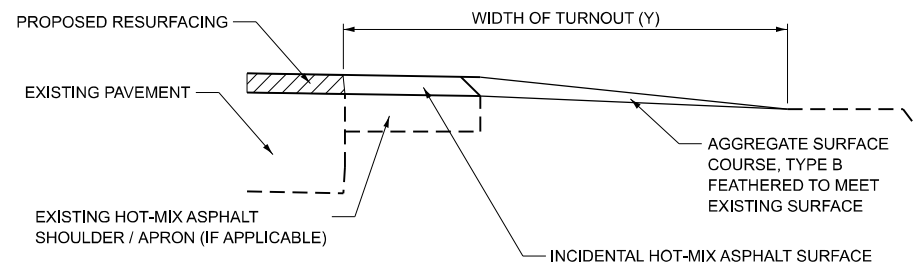 PROPOSED RESURFACING
WIDTH OF TURNOUT (Y)
EXISTING PAVEMENT
AGGREGATE SURFACE
COURSE, TYPE B
FEATHERED TO MEET
EXISTING SURFACE
EXISTING HOT-MIX ASPHALT
SHOULDER / APRON (IF APPLICABLE)
INCIDENTAL HOT-MIX ASPHALT SURFACE